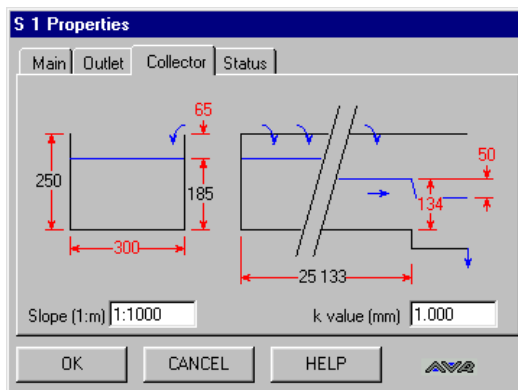 S 1 Properties
Main Outlet Collector Status
65
250
185
300
50
134
25 133
Slope (1:m) 1:1000
k value (mm) 1.000
OK CANCEL HELP AVR